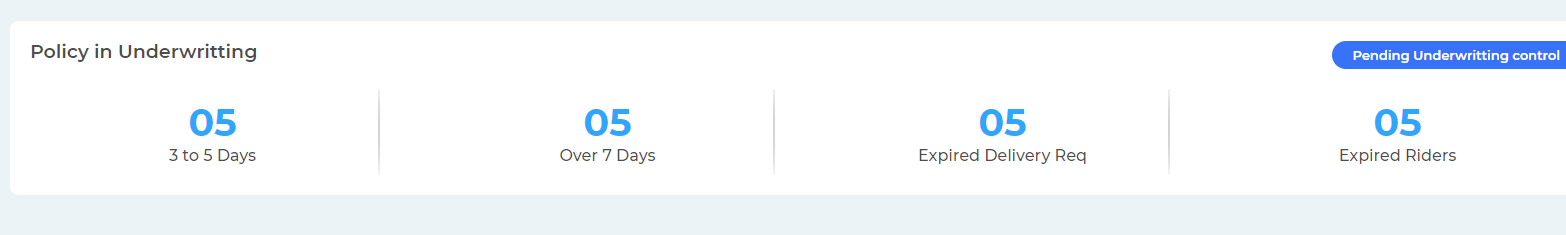 Policy in Underwritting
Pending Underwritting control
05
3 to 5 Days
05
Over 7 Days
05
Expired Delivery Req
05
Expired Riders